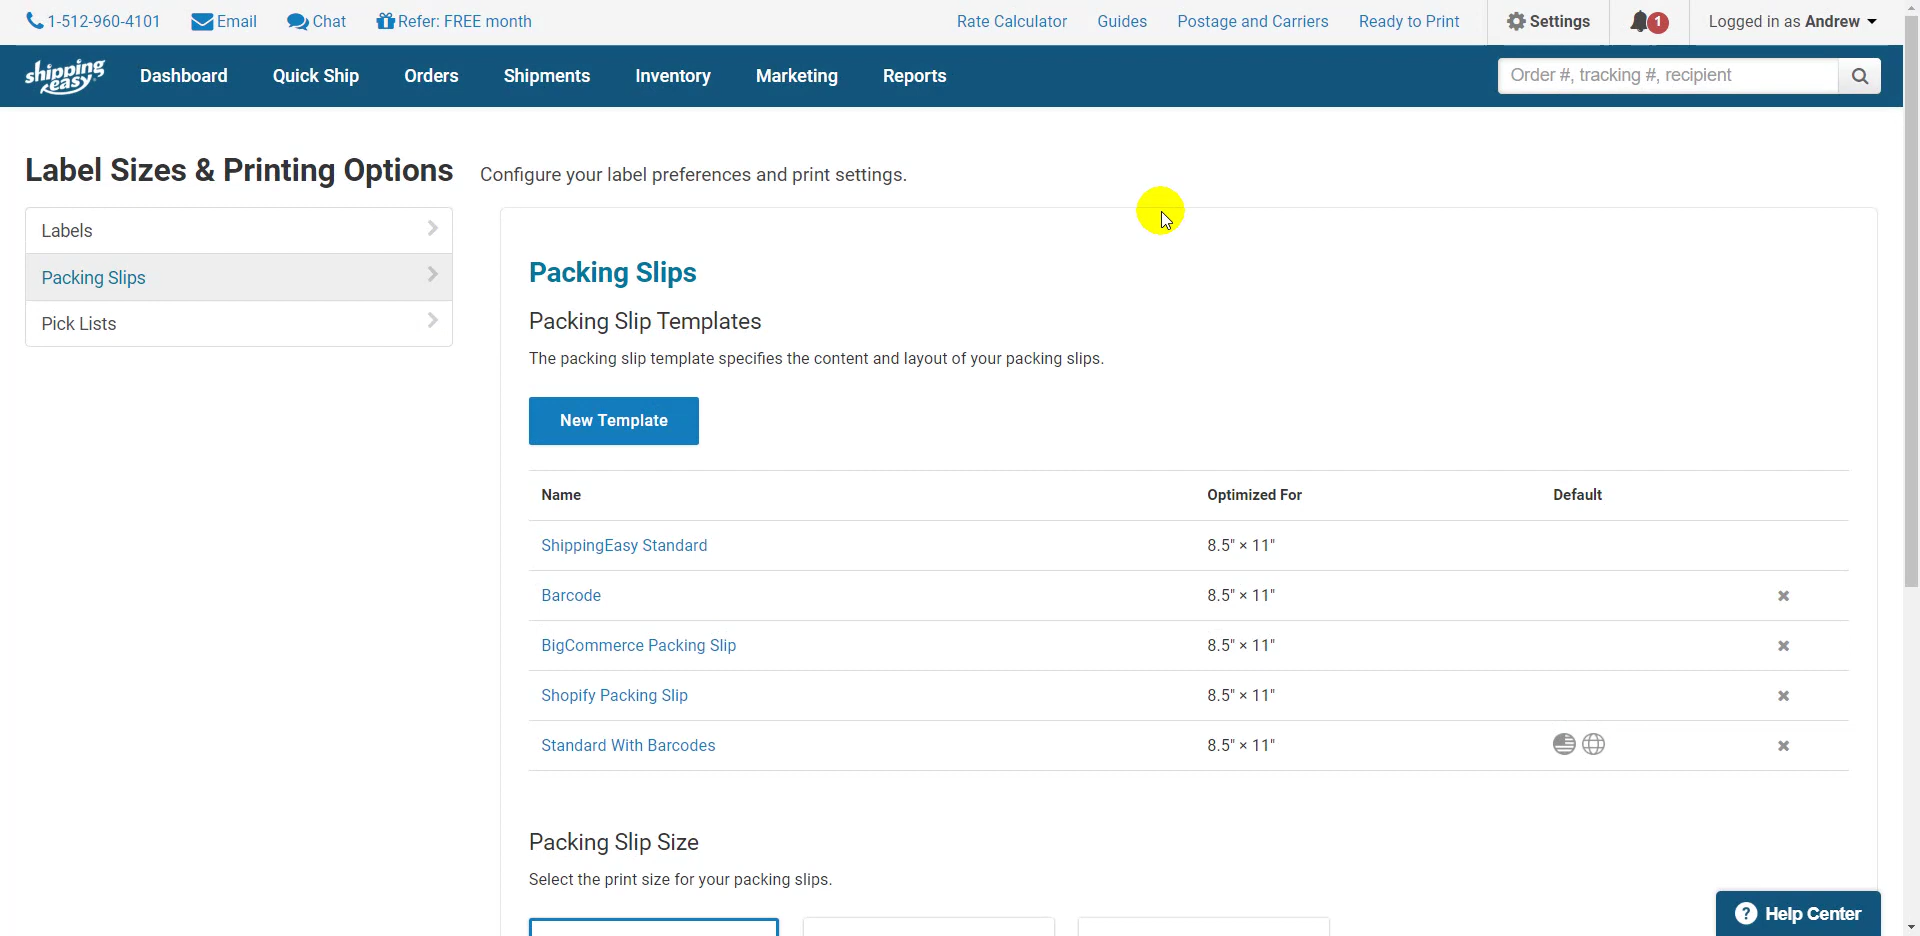 1-512-960-4101 Email Chat Refer: FREE month Rate Calculator Guides Postage and Carriers Ready to Print Settings 1 Logged in as Andrew
shipping easy Dashboard Quick Ship Orders Shipments Inventory Marketing Reports Order #, tracking #, recipient
Label Sizes & Printing Options Configure your label preferences and print settings.
Labels
Packing Slips
Pick Lists
Packing Slips
Packing Slip Templates
The packing slip template specifies the content and layout of your packing slips.
New Template
Name Optimized For Default
ShippingEasy Standard 8.5" × 11"
Barcode 8.5" × 11"
BigCommerce Packing Slip 8.5" × 11"
Shopify Packing Slip 8.5" × 11"
Standard With Barcodes 8.5" × 11"
Packing Slip Size
Select the print size for your packing slips.
? Help Center